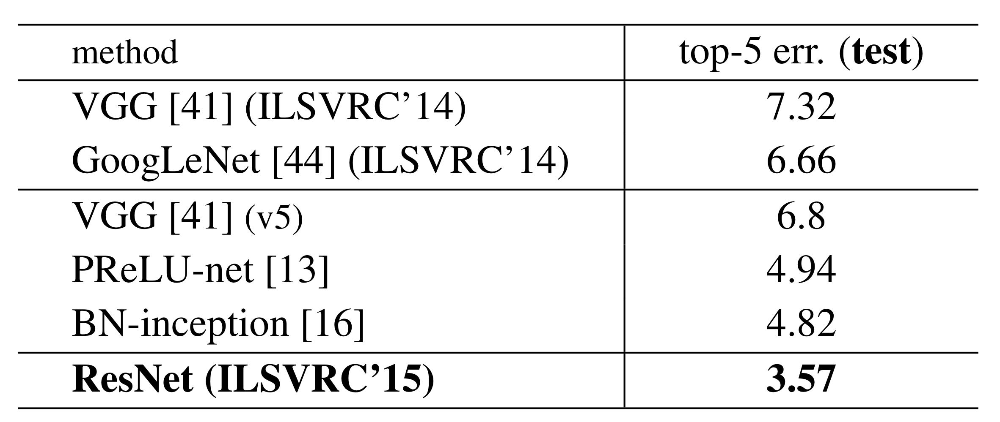 method top-5 err. (test)
VGG [41] (ILSVRC’14) 7.32
GoogLeNet [44] (ILSVRC’14) 6.66
VGG [41] (v5) 6.8
PReLU-net [13] 4.94
BN-inception [16] 4.82
ResNet (ILSVRC’15) 3.57